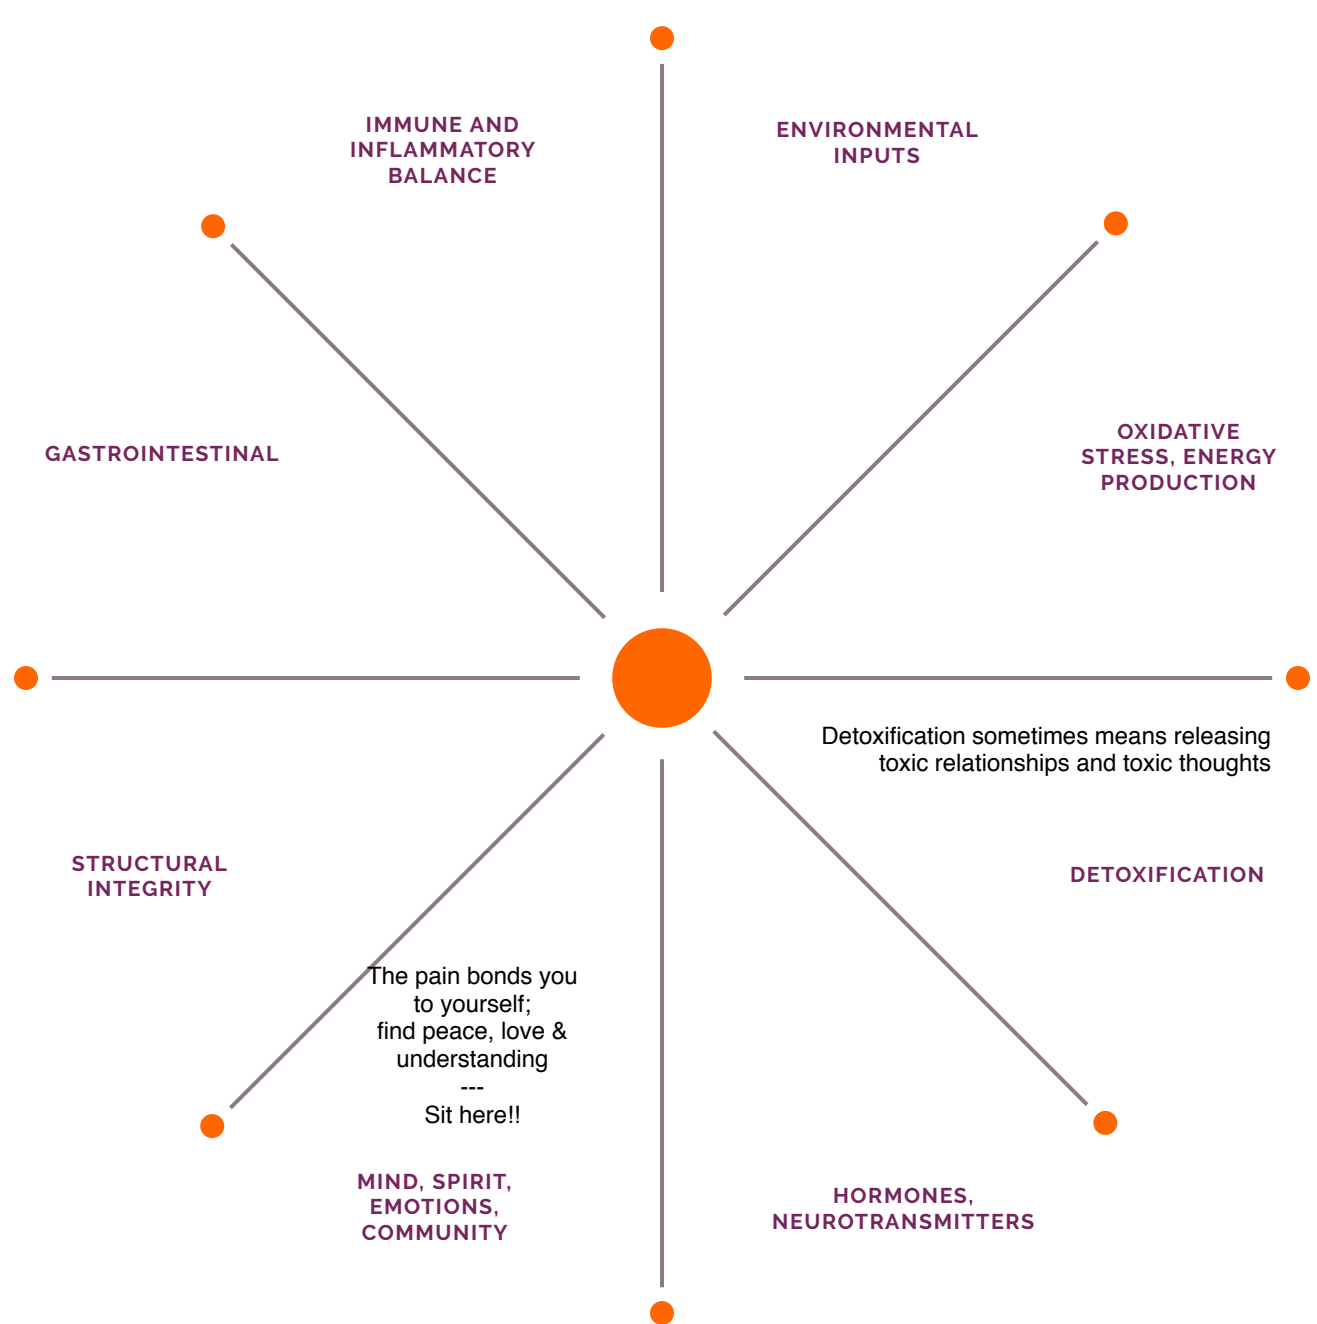 IMMUNE AND
INFLAMMATORY
BALANCE
ENVIRONMENTAL
INPUTS
GASTROINTESTINAL
OXIDATIVE
STRESS, ENERGY
PRODUCTION
Detoxification sometimes means releasing
toxic relationships and toxic thoughts
STRUCTURAL
INTEGRITY
DETOXIFICATION
The pain bonds you
to yourself;
find peace, love &
understanding
---
Sit here!!
MIND, SPIRIT,
EMOTIONS,
COMMUNITY
HORMONES,
NEUROTRANSMITTERS